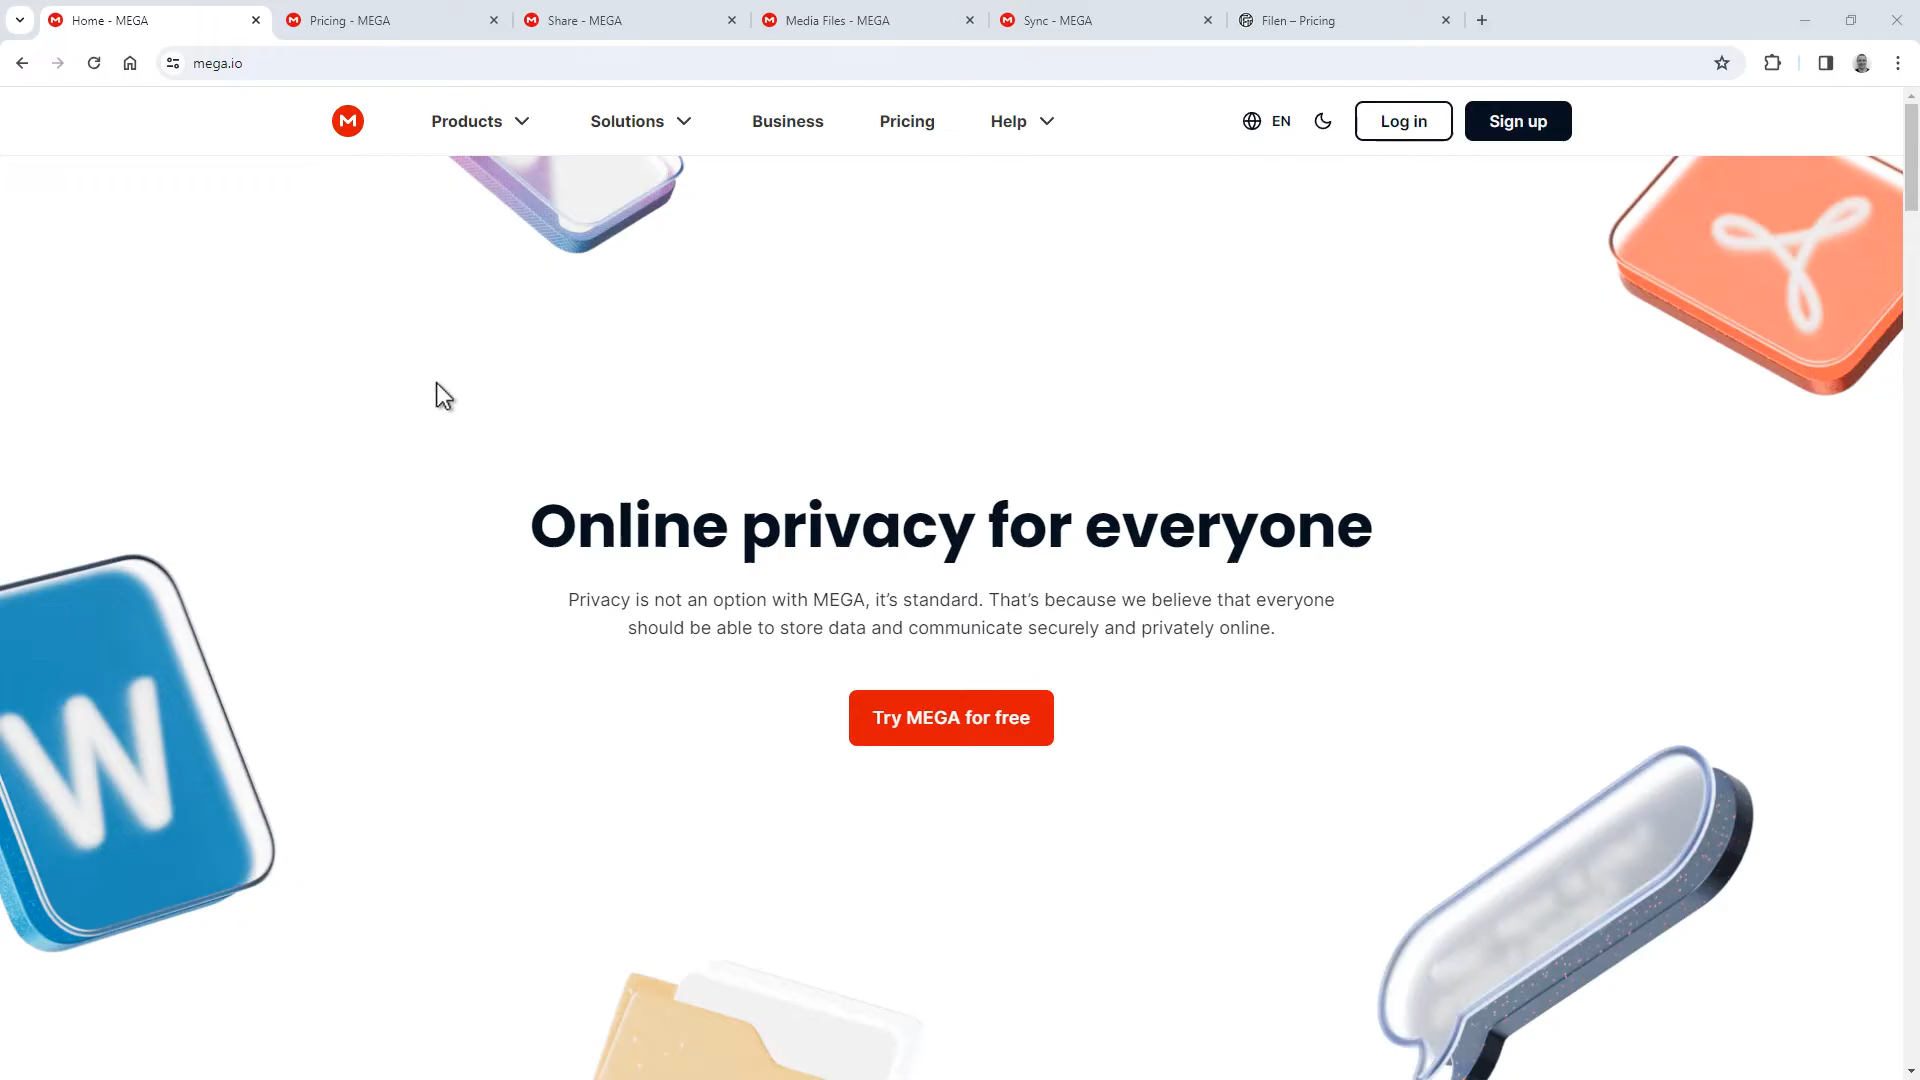 Home - MEGA
Pricing - MEGA
Share - MEGA
Media Files - MEGA
Sync - MEGA
Filen – Pricing
mega.io
M
Products
Solutions
Business
Pricing
Help
EN
Log in
Sign up
Online privacy for everyone
Privacy is not an option with MEGA, it’s standard. That’s because we believe that everyone
should be able to store data and communicate securely and privately online.
Try MEGA for free
W